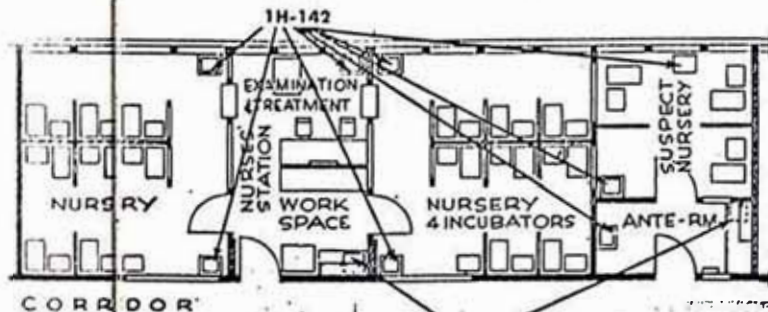 1H-142
EXAMINATION
&TREATMENT
NURSES'
STATION
WORK
SPACE
NURSERY
NURSERY
4 INCUBATORS
SUSPECT
NURSERY
ANTE-RM.
CORRIDOR